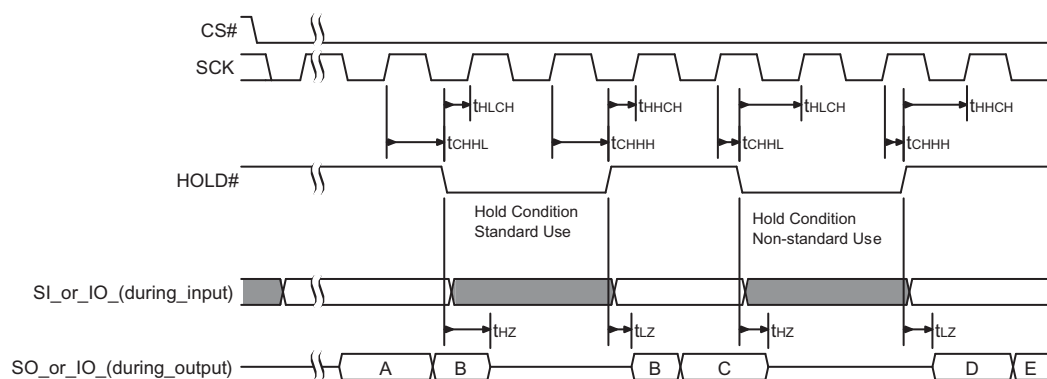 CS#
SCK
tHLCH
tHHCH
tHLCH
tHHCH
tCHHL
tCHHH
tCHHL
tCHHH
HOLD#
Hold Condition
Standard Use
Hold Condition
Non-standard Use
SI_or_IO_(during_input)
tHZ
tLZ
tHZ
tLZ
SO_or_IO_(during_output)
A
B
B
C
D
E